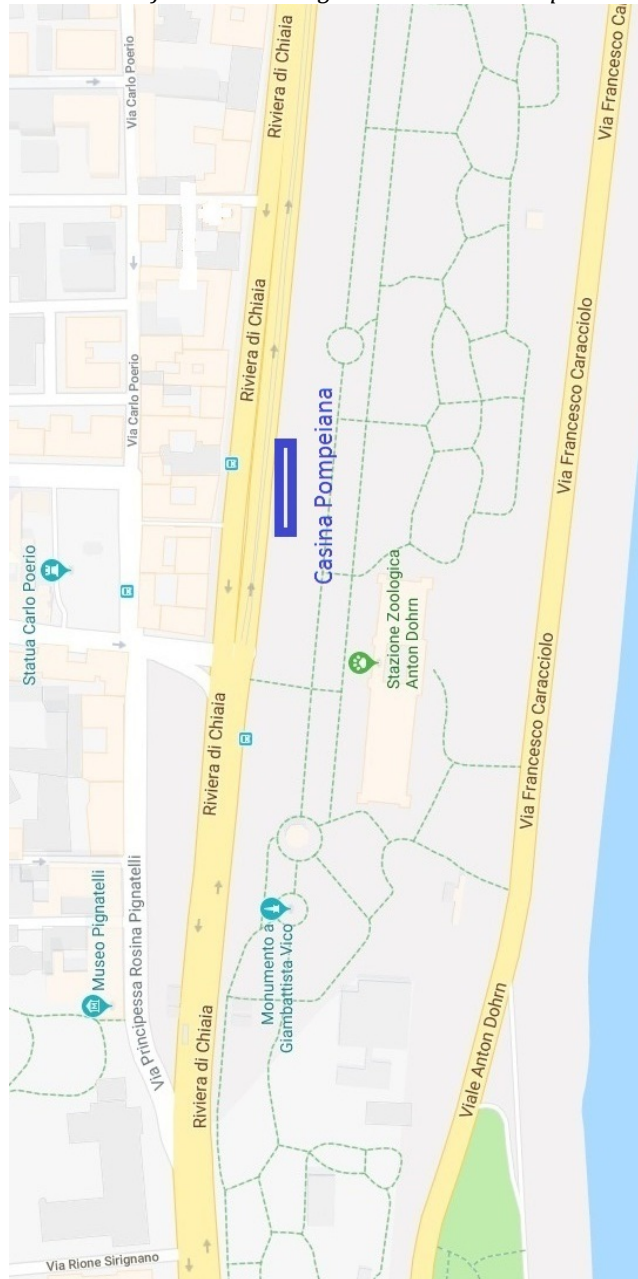 Via Rione Sirignano
Statua Carlo Poerio
Museo Pignatelli
Via Principessa Rosina Pignatelli
Via Carlo Poerio
Via Carlo Poerio
Riviera di Chiaia
Riviera di Chiaia
Riviera di Chiaia
Riviera di Chiaia
Monumento a
Giambattista Vico
Casina Pompeiana
Stazione Zoologica
Anton Dohrn
Viale Anton Dohrn
Via Francesco Caracciolo
Via Francesco Caracciolo
Via Francesco Ca